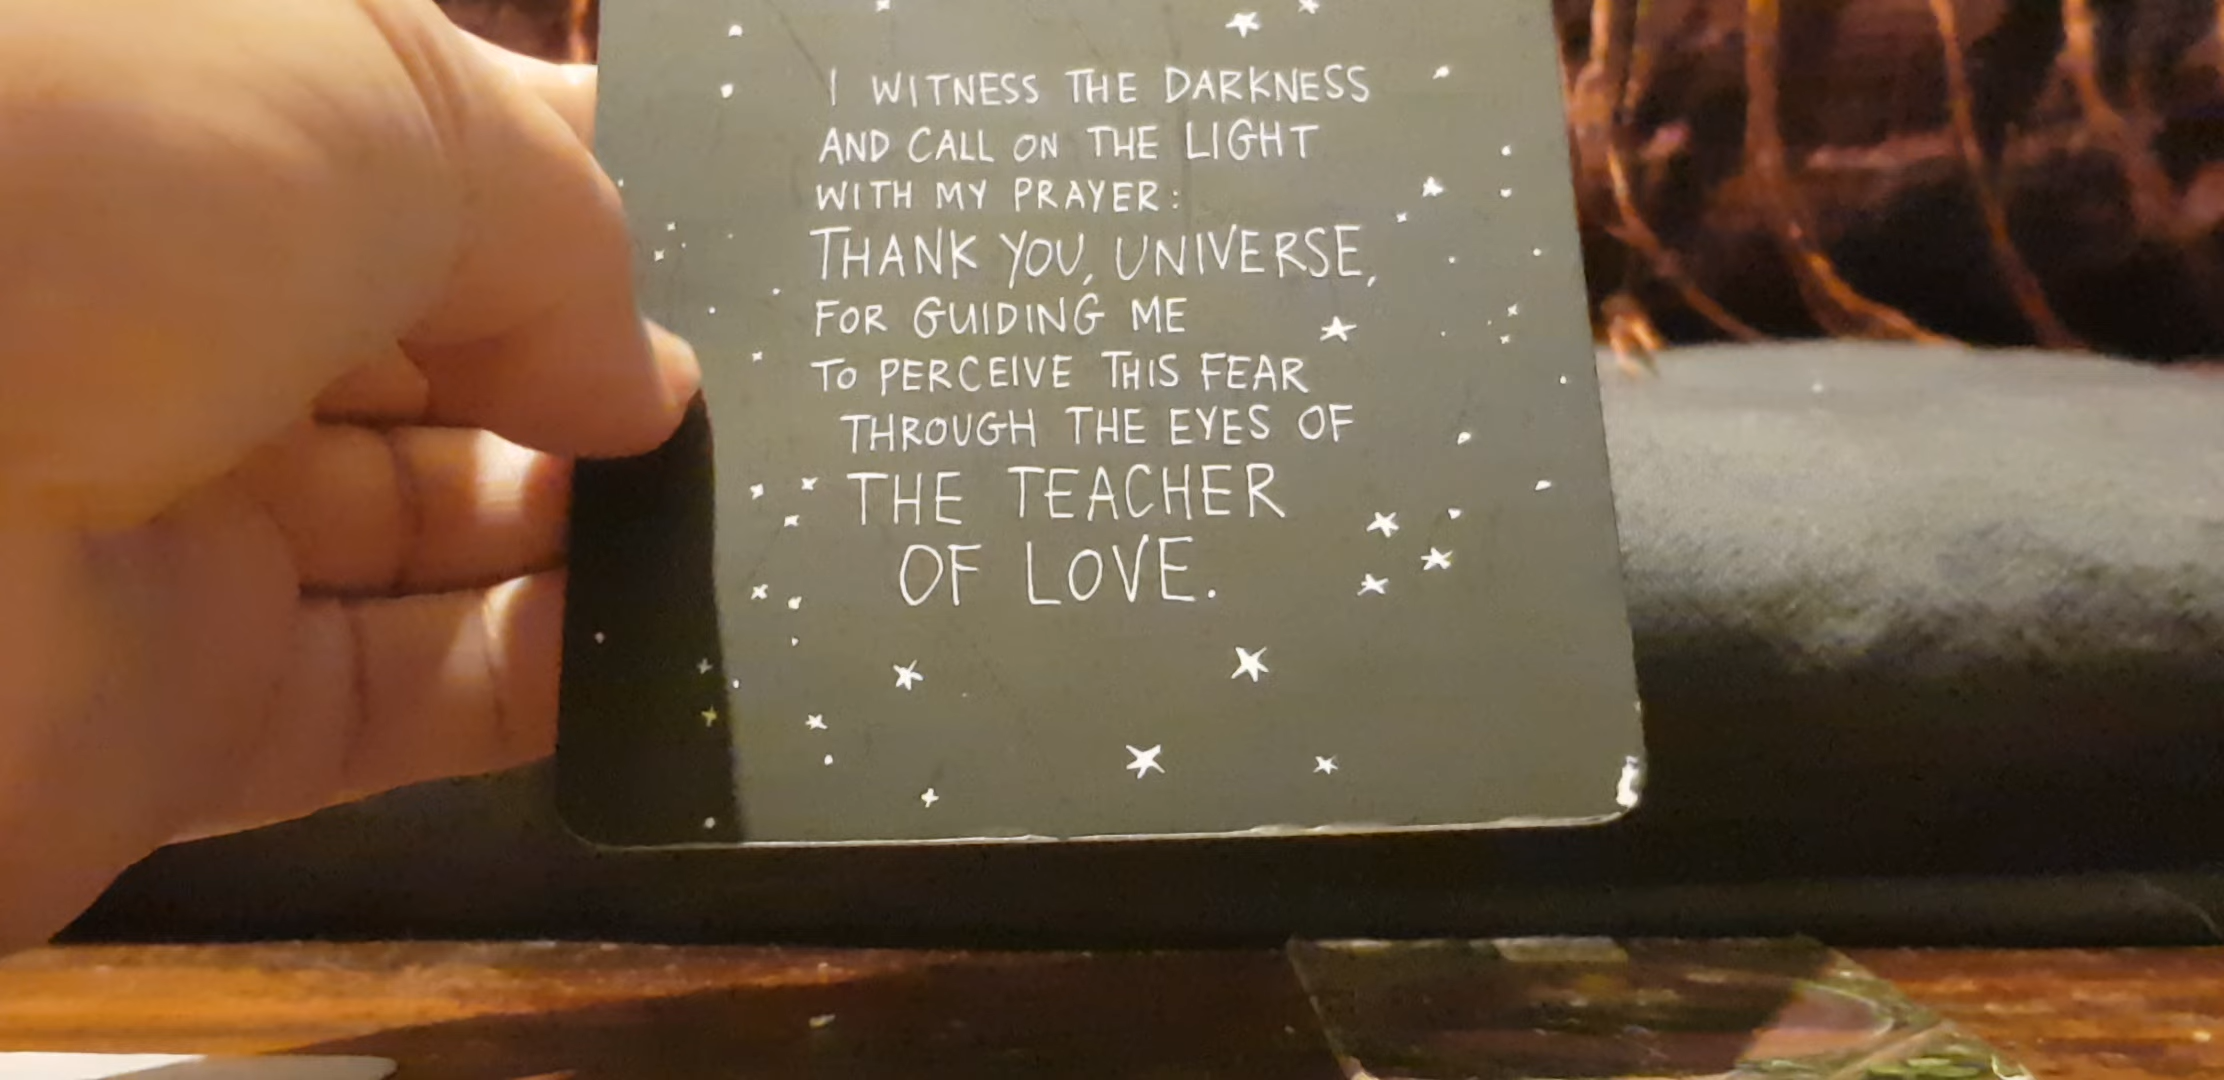 I WITNESS THE DARKNESS
AND CALL ON THE LIGHT
WITH MY PRAYER:
THANK YOU, UNIVERSE,
FOR GUIDING ME
TO PERCEIVE THIS FEAR
THROUGH THE EYES OF
THE TEACHER
OF LOVE.